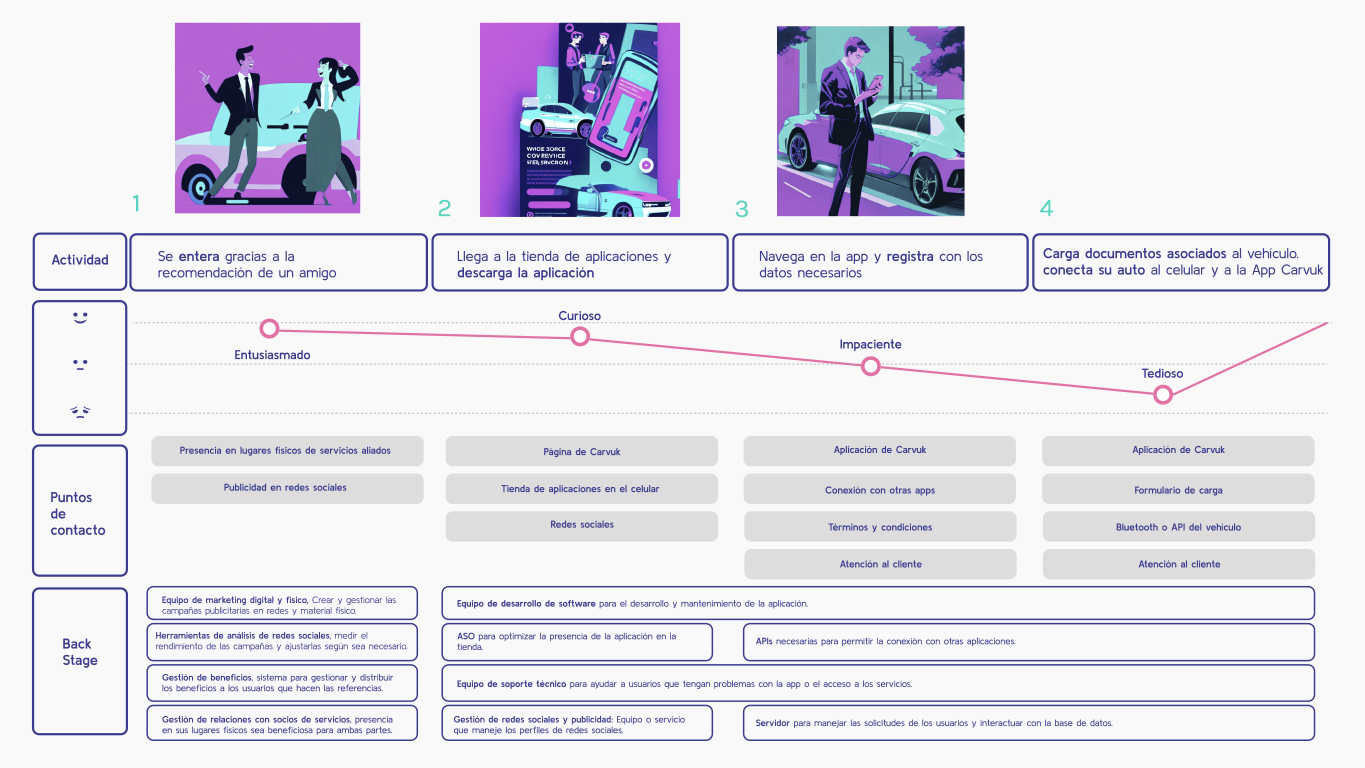 1
2
3
4
Actividad
Se entera gracias a la
recomendación de un amigo
Llega a la tienda de aplicaciones y
descarga la aplicación
Navega en la app y registra con los
datos necesarios
Carga documentos asociados al vehículo.
conecta su auto al celular y a la App Carvuk
Entusiasmado
Curioso
Impaciente
Tedioso
Puntos
de
contacto
Presencia en lugares físicos de servicios aliados
Publicidad en redes sociales
Página de Carvuk
Tienda de aplicaciones en el celular
Redes sociales
Aplicación de Carvuk
Conexión con otras apps
Términos y condiciones
Atención al cliente
Aplicación de Carvuk
Formulario de carga
Bluetooth o API del vehículo
Atención al cliente
Back
Stage
Equipo de marketing digital y físico, Crear y gestionar las
campañas publicitarias en redes y material físico.
Herramientas de análisis de redes sociales, medir el
rendimiento de las campañas y ajustarlas según sea necesario.
Gestión de beneficios, sistema para gestionar y distribuir
los beneficios a los usuarios que hacen las referencias.
Gestión de relaciones con socios de servicios, presencia
en sus lugares físicos sea beneficiosa para ambas partes.
Equipo de desarrollo de software para el desarrollo y mantenimiento de la aplicación.
ASO para optimizar la presencia de la aplicación en la
tienda.
APIs necesarias para permitir la conexión con otras aplicaciones.
Equipo de soporte técnico para ayudar a usuarios que tengan problemas con la app o el acceso a los servicios.
Gestión de redes sociales y publicidad: Equipo o servicio
que maneje los perfiles de redes sociales.
Servidor para manejar las solicitudes de los usuarios y interactuar con la base de datos.